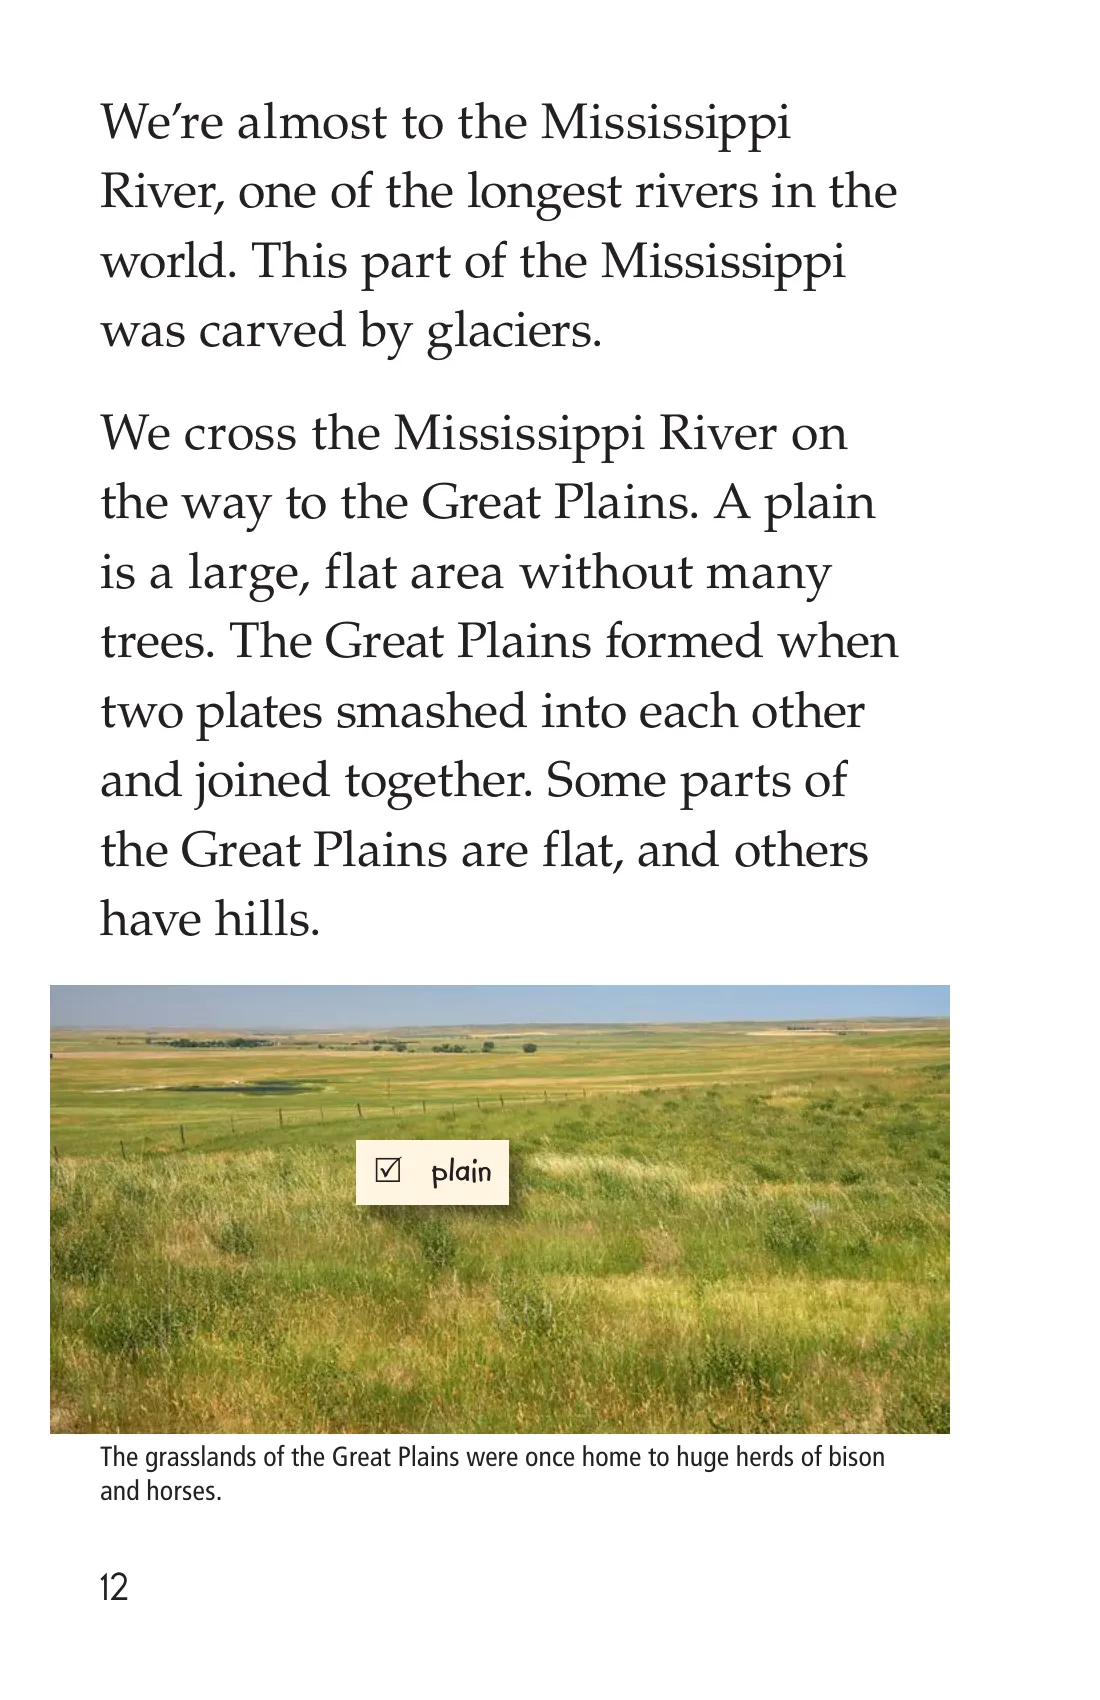 We’re almost to the Mississippi
River, one of the longest rivers in the
world. This part of the Mississippi
was carved by glaciers.
We cross the Mississippi River on
the way to the Great Plains. A plain
is a large, flat area without many
trees. The Great Plains formed when
two plates smashed into each other
and joined together. Some parts of
the Great Plains are flat, and others
have hills.
☑ plain
The grasslands of the Great Plains were once home to huge herds of bison
and horses.
12